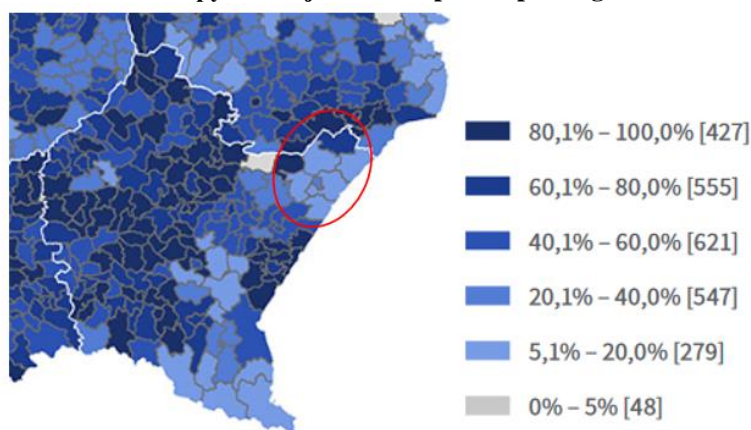 80,1% – 100,0% [427]
60,1% – 80,0% [555]
40,1% – 60,0% [621]
20,1% – 40,0% [547]
5,1% – 20,0% [279]
0% – 5% [48]